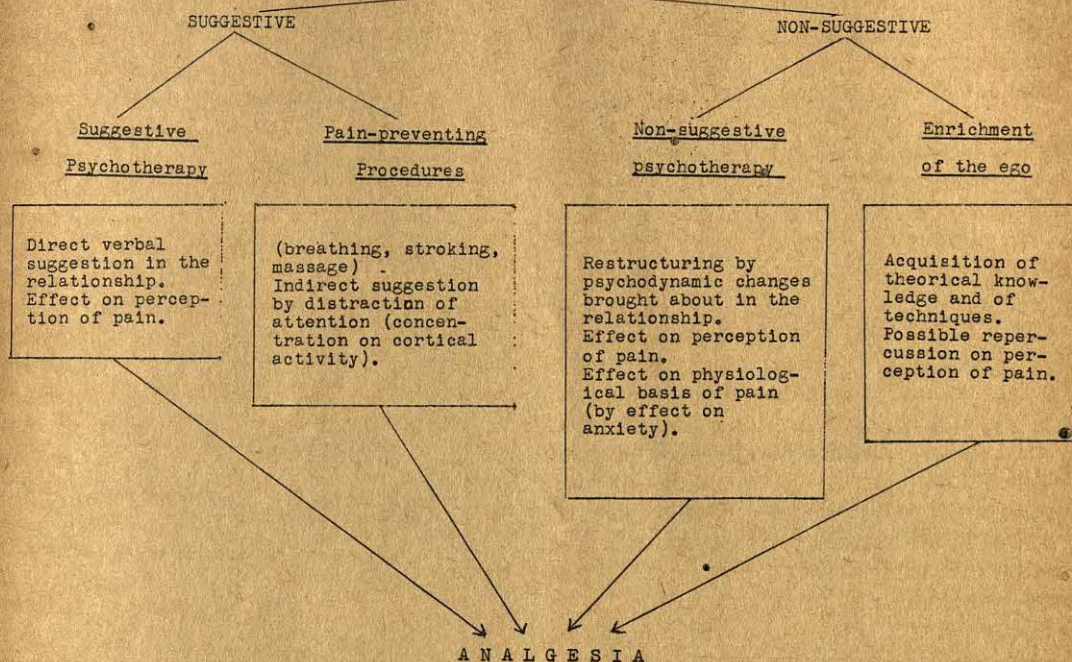 SUGGESTIVE
NON-SUGGESTIVE
Suggestive
Psychotherapy
Pain-preventing
Procedures
Non-suggestive
psychotherapy
Enrichment
of the ego
Direct verbal
suggestion in the
relationship.
Effect on percep-
tion of pain.
(breathing, stroking,
massage)
Indirect suggestion
by distraction of
attention (concen-
tration on cortical
activity).
Restructuring by
psychodynamic changes
brought about in the
relationship.
Effect on perception
of pain.
Effect on physiolog-
ical basis of pain
(by effect on
anxiety).
Acquisition of
theorical know-
ledge and of
techniques.
Possible reper-
cussion on per-
ception of pain.
A N A L G E S I A